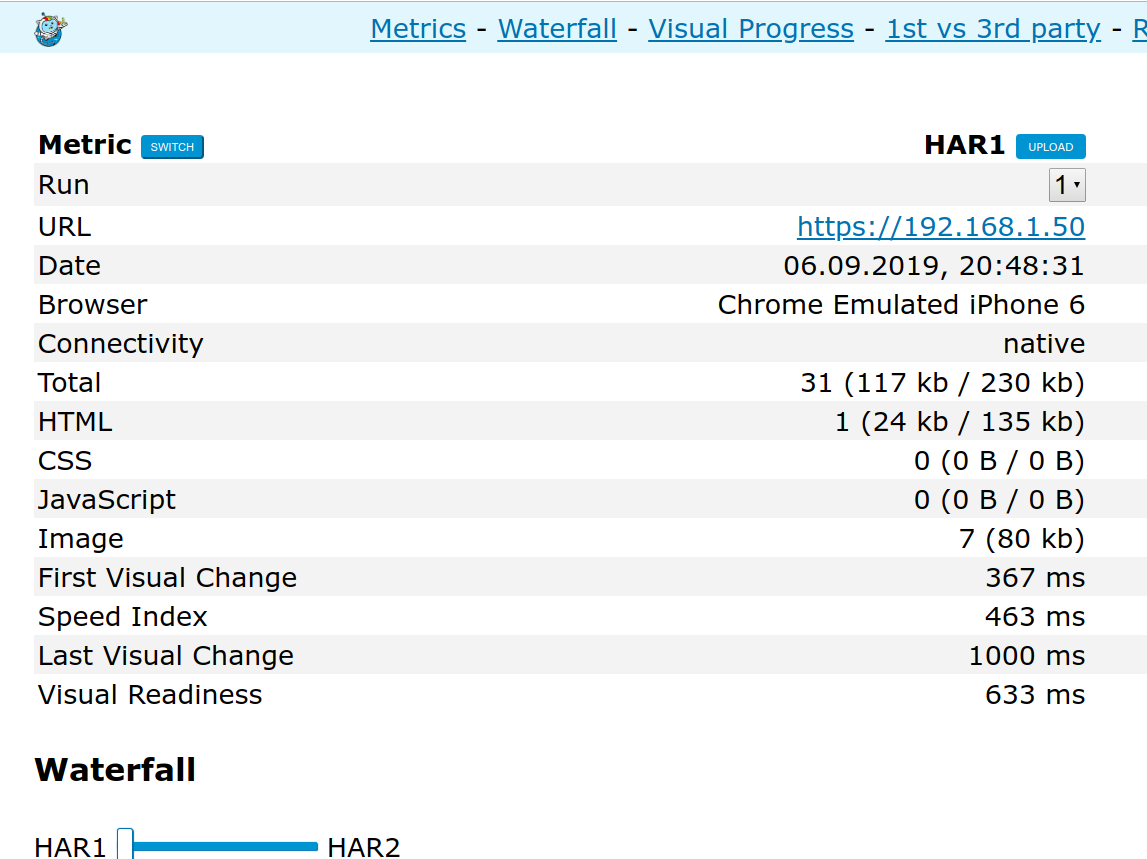 Metrics - Waterfall - Visual Progress - 1st vs 3rd party - R
Metric SWITCH HAR1 UPLOAD
Run 1
URL https://192.168.1.50
Date 06.09.2019, 20:48:31
Browser Chrome Emulated iPhone 6
Connectivity native
Total 31 (117 kb / 230 kb)
HTML 1 (24 kb / 135 kb)
CSS 0 (0 B / 0 B)
JavaScript 0 (0 B / 0 B)
Image 7 (80 kb)
First Visual Change 367 ms
Speed Index 463 ms
Last Visual Change 1000 ms
Visual Readiness 633 ms
Waterfall
HAR1 HAR2